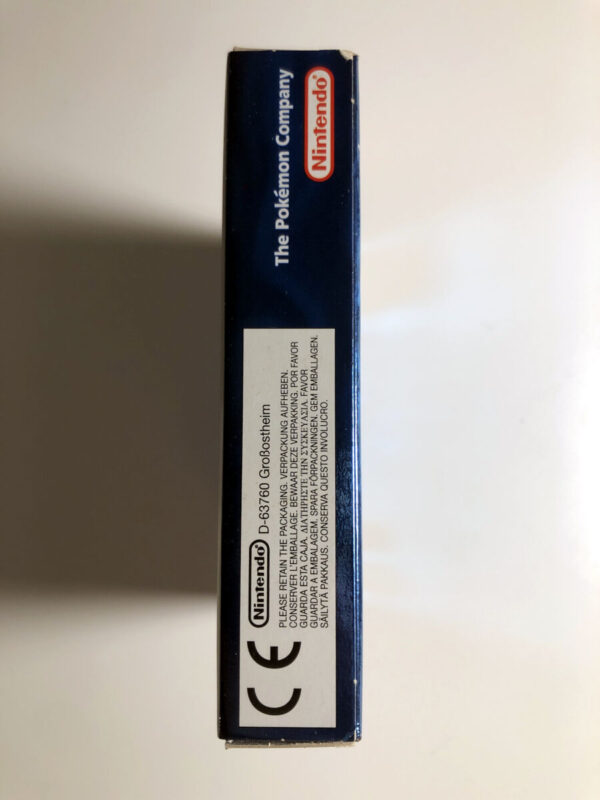 The Pokémon Company
Nintendo®
CE
Nintendo® D-63760 Großostheim
PLEASE RETAIN THE PACKAGING. VERPACKUNG AUFHEBEN.
CONSERVER L'EMBALLAGE. BEWAAR DEZE VERPAKKING. POR FAVOR
GUARDA ESTA CAJA. ΔΙΑΤΗΡΗΣΤΕ ΤΗΝ ΣΥΣΚΕΥΑΣΙΑ. FAVOR
GUARDAR A EMBALAGEM. SPARA FÖRPACKNINGEN. GEM EMBALLAGEN.
SÄILYTÄ PAKKAUS. CONSERVA QUESTO INVOLUCRO.